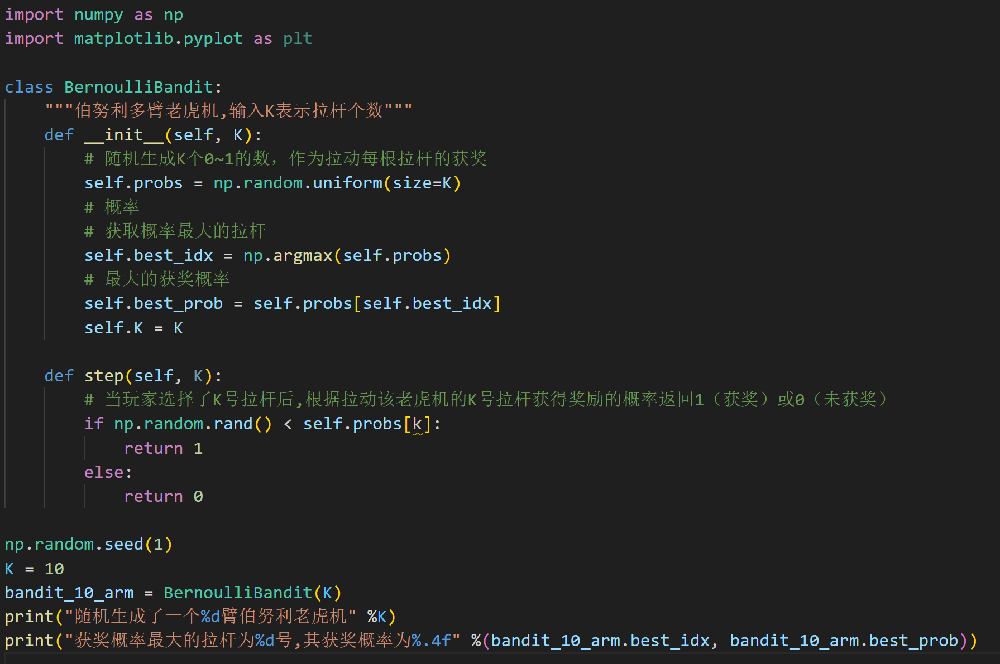 import numpy as np
import matplotlib.pyplot as plt
class BernoulliBandit:
"""伯努利多臂老虎机,输入K表示拉杆个数"""
def __init__(self, K):
# 随机生成K个0~1的数，作为拉动每根拉杆的获奖
self.probs = np.random.uniform(size=K)
# 概率
# 获取概率最大的拉杆
self.best_idx = np.argmax(self.probs)
# 最大的获奖概率
self.best_prob = self.probs[self.best_idx]
self.K = K
def step(self, K):
# 当玩家选择了K号拉杆后,根据拉动该老虎机的K号拉杆获得奖励的概率返回1（获奖）或0（未获奖）
if np.random.rand() < self.probs[k]:
return 1
else:
return 0
np.random.seed(1)
K = 10
bandit_10_arm = BernoulliBandit(K)
print("随机生成了一个%d臂伯努利老虎机" %K)
print("获奖概率最大的拉杆为%d号,其获奖概率为%.4f" %(bandit_10_arm.best_idx, bandit_10_arm.best_prob))